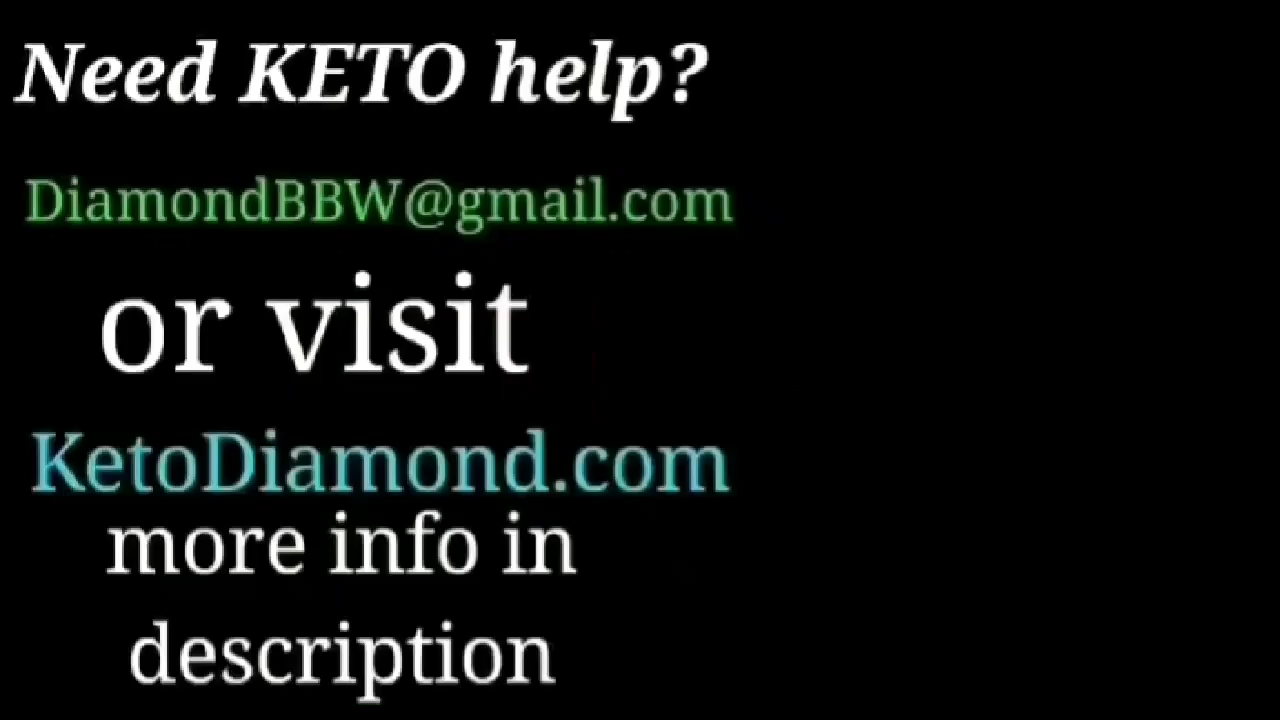 Need KETO help?
DiamondBBW@gmail.com
or visit
KetoDiamond.com
more info in
description